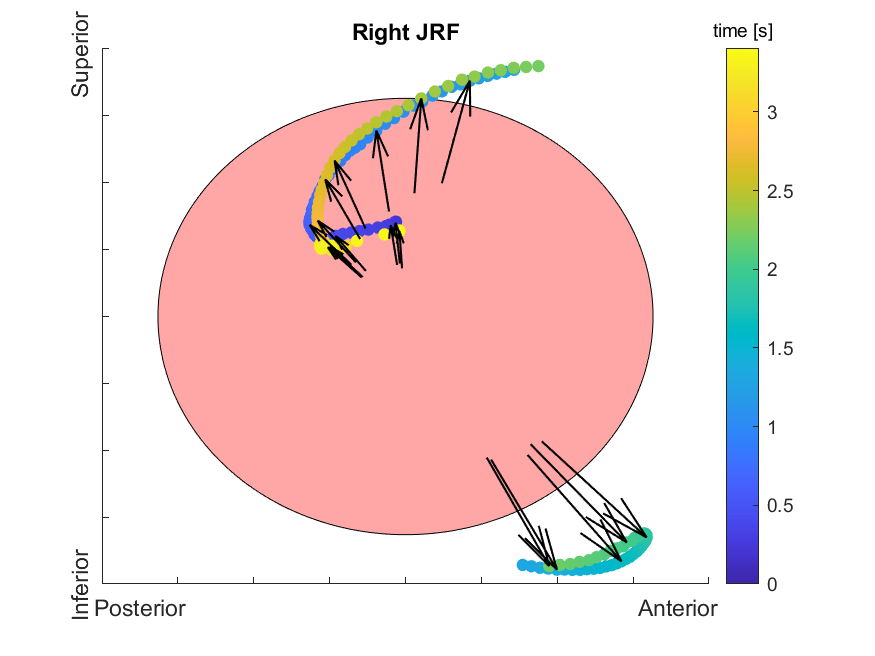 Right JRF
time [s]
Superior
Inferior
Posterior
Anterior
3
2.5
2
1.5
1
0.5
0